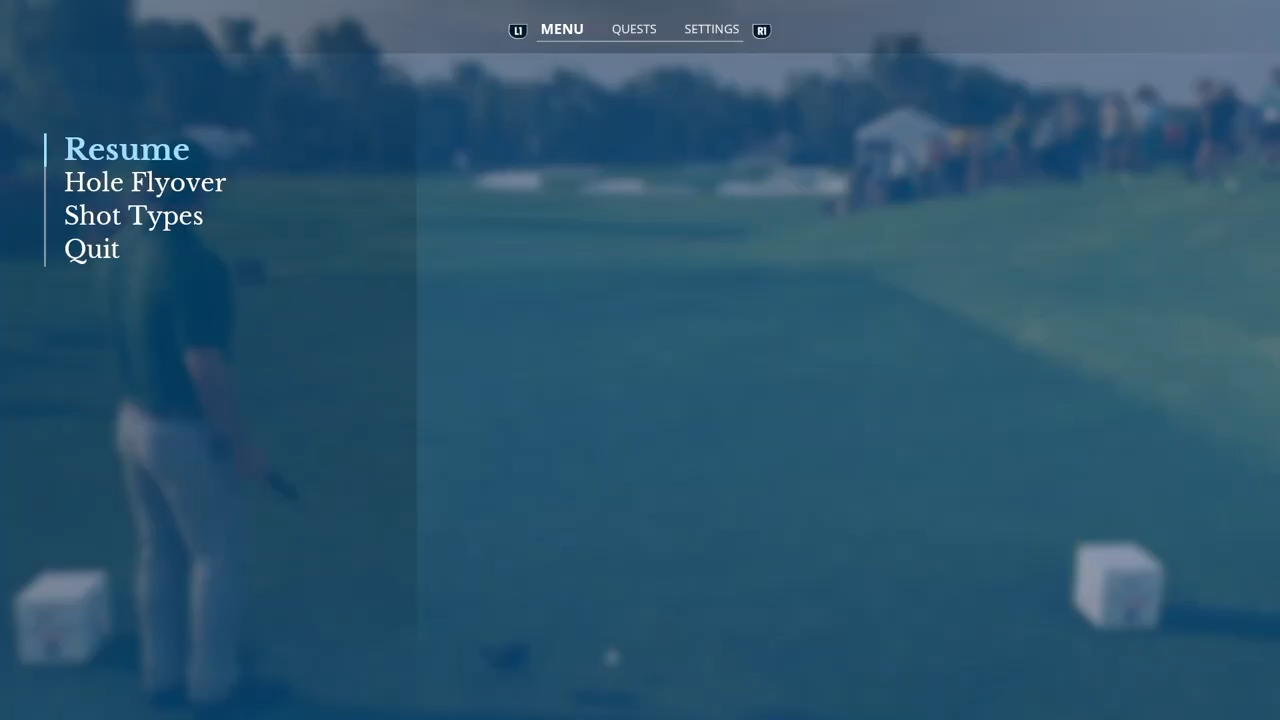 L1 MENU QUESTS SETTINGS R1
Resume
Hole Flyover
Shot Types
Quit